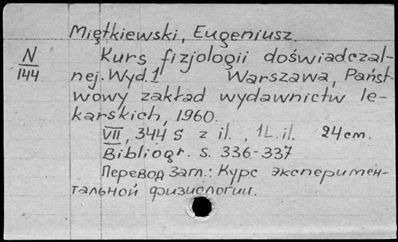 Miętkiewski, Eugeniusz.
N
144
Kurs fizjologii doświadczal-
nej. Wyd. 1 Warszawa, Państ-
wowy zakład wydawnictw le-
karskich, 1960.
VII, 344 s z il., 1 L. il. 24 cm.
Bibliogr. s. 336-337
Перевод загл.: Курс эксперимен-
тальной физиологии.